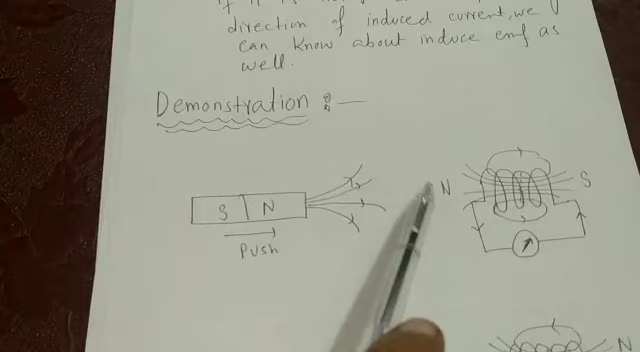 direction of induced current, we
can know about induce emf as
well.
Demonstration :—
S N
Push
N
S
N